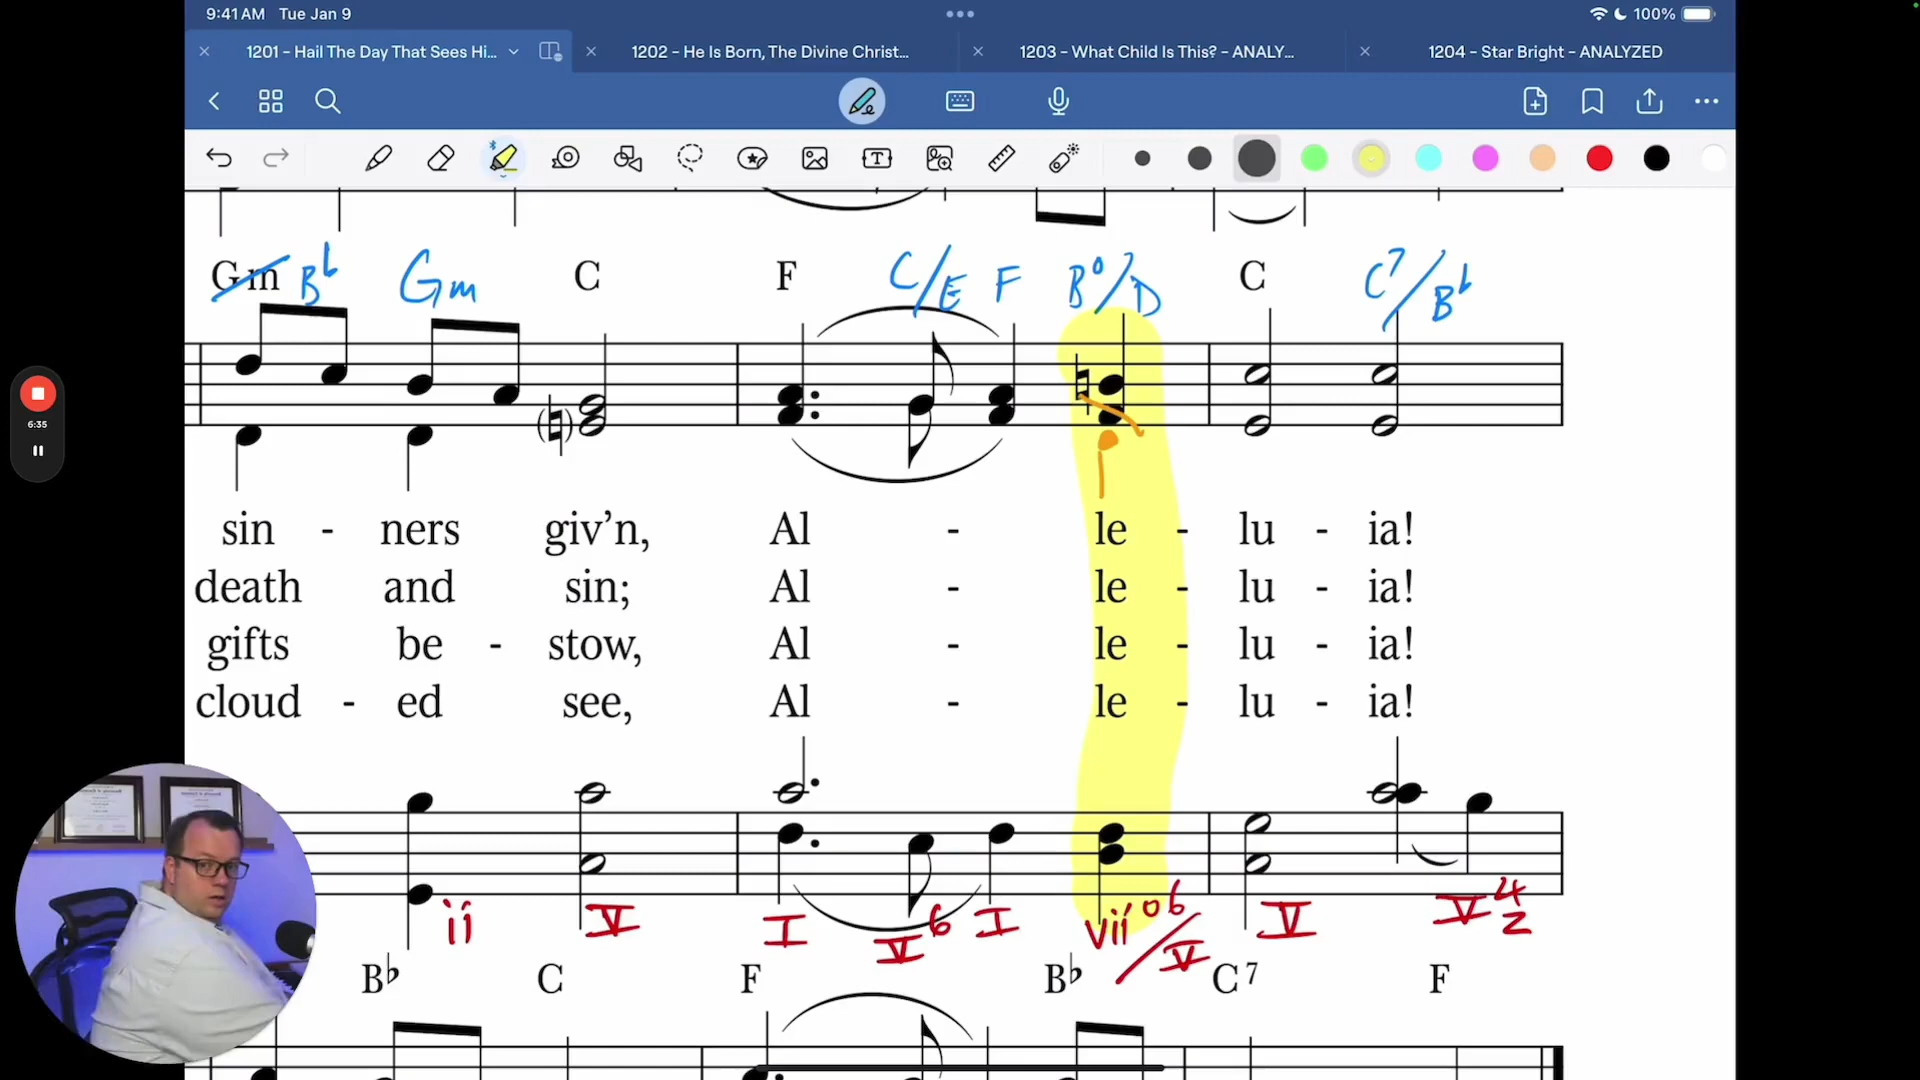 9:41 AM Tue Jan 9
100%
1201 - Hail The Day That Sees Hi... 1202 - He Is Born, The Divine Christ... 1203 - What Child Is This? - ANALY... 1204 - Star Bright - ANALYZED
Gm B♭ Gm C F C/E F B°/D C C7/B♭
6:35
sin - ners giv'n, Al - le - lu - ia!
death and sin; Al - le - lu - ia!
gifts be - stow, Al - le - lu - ia!
cloud - ed see, Al - le - lu - ia!
ii V I V6 I vii°6/V V V42
B♭ C F B♭ C7 F